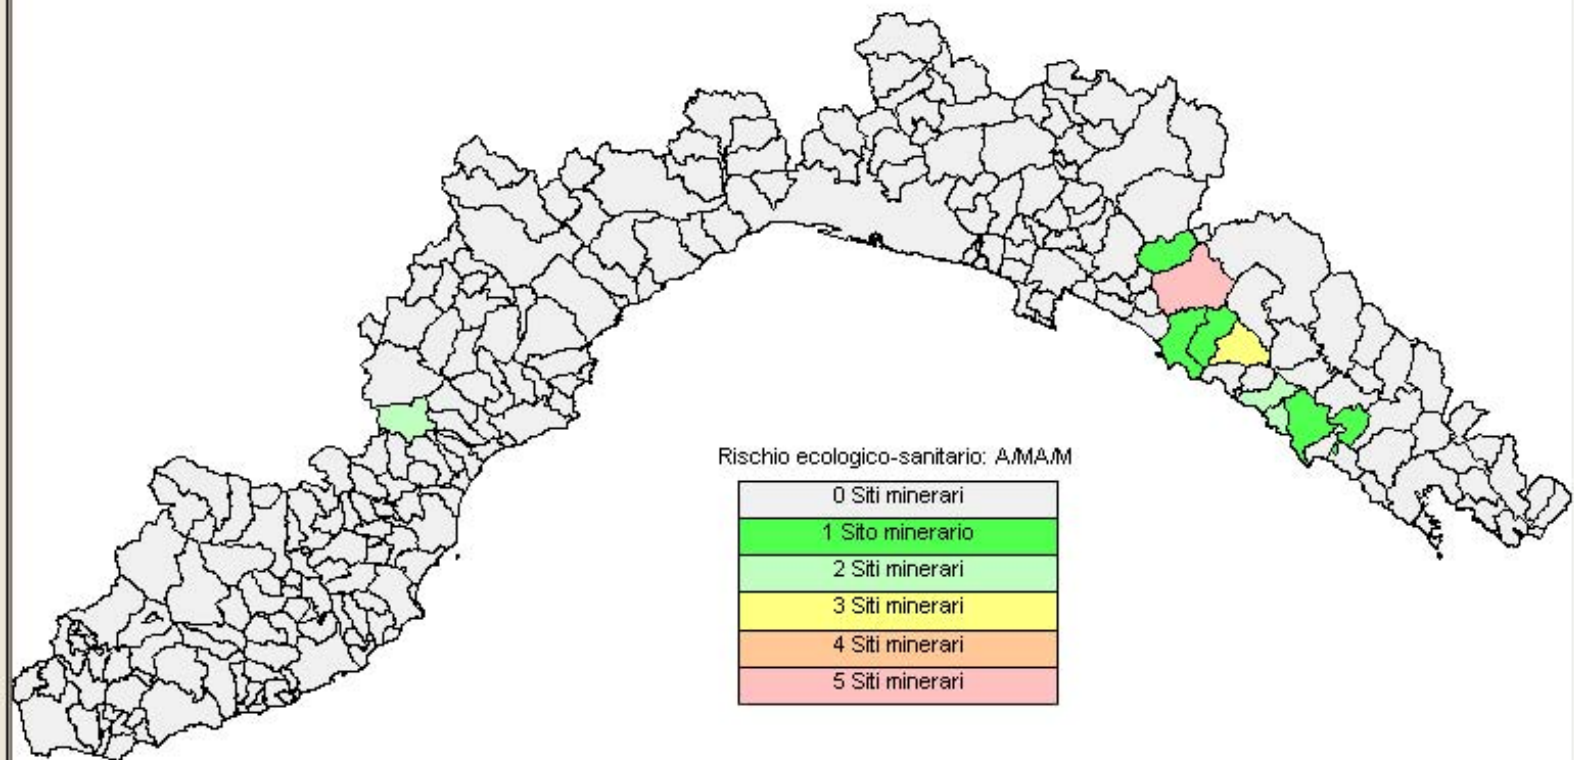 Rischio ecologico-sanitario: A/MA/M
0 Siti minerari
1 Sito minerario
2 Siti minerari
3 Siti minerari
4 Siti minerari
5 Siti minerari